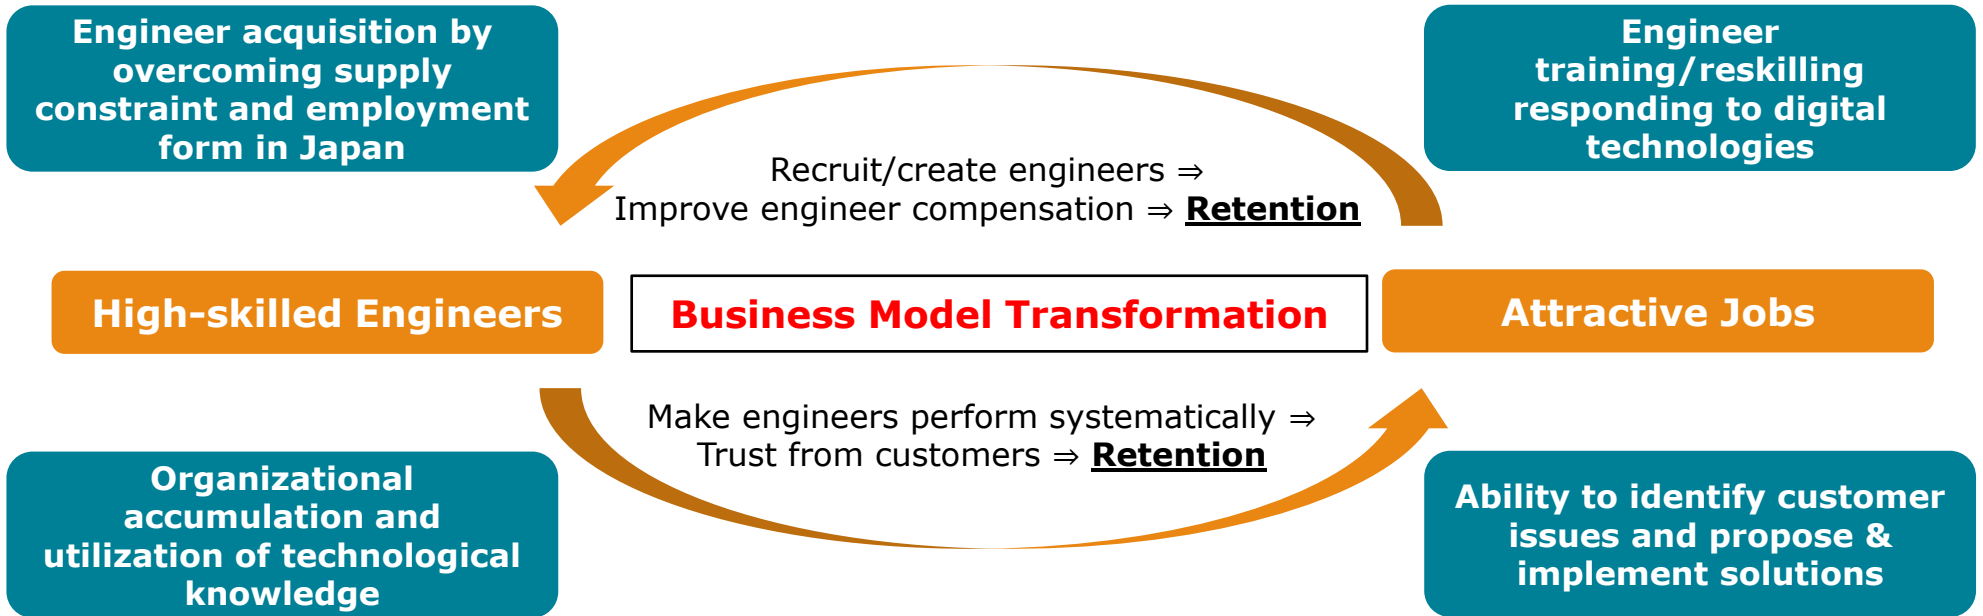 Engineer acquisition by
overcoming supply
constraint and employment
form in Japan
Engineer
training/reskilling
responding to digital
technologies
Recruit/create engineers ⇒
Improve engineer compensation ⇒ Retention
High-skilled Engineers
Business Model Transformation
Attractive Jobs
Make engineers perform systematically ⇒
Trust from customers ⇒ Retention
Organizational
accumulation and
utilization of technological
knowledge
Ability to identify customer
issues and propose &
implement solutions